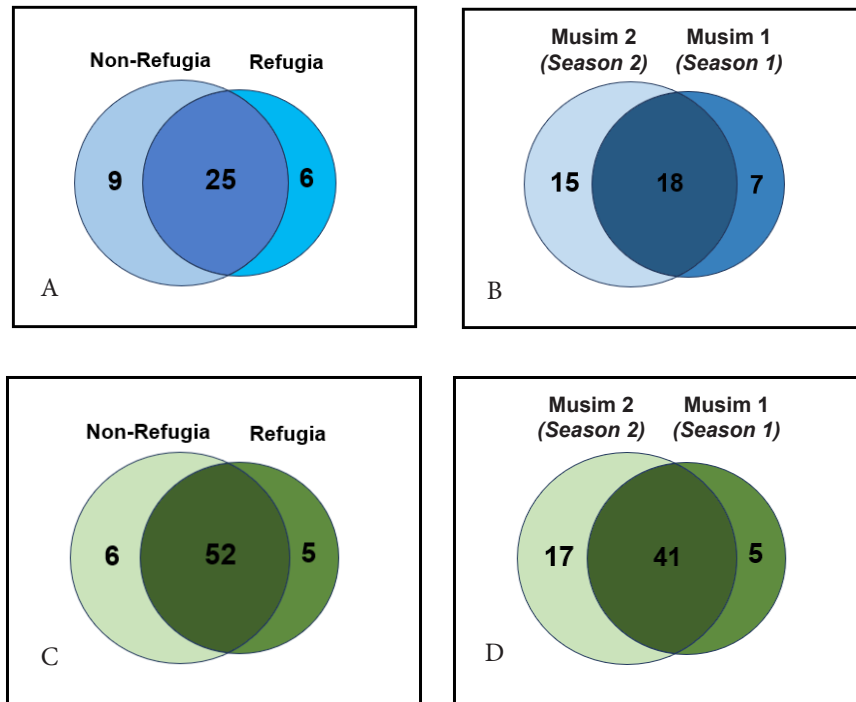 Non-Refugia Refugia
9 25 6
A
Musim 2 Musim 1
(Season 2) (Season 1)
15 18 7
B
Non-Refugia Refugia
6 52 5
C
Musim 2 Musim 1
(Season 2) (Season 1)
17 41 5
D